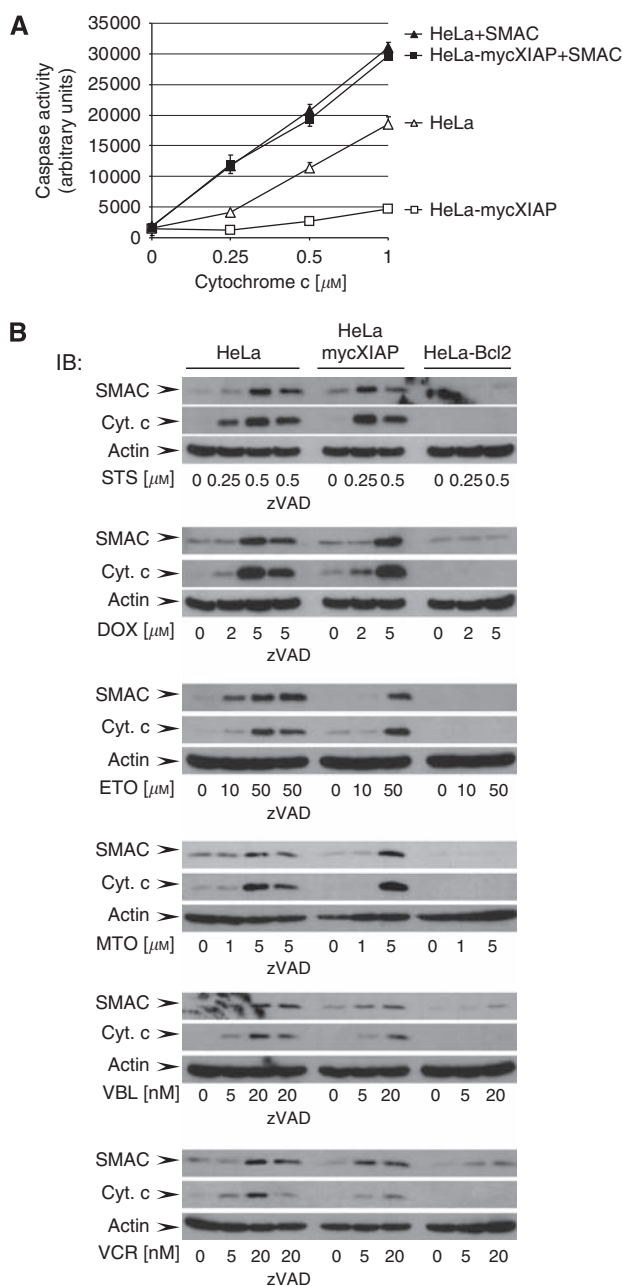 A
35000
30000
25000
20000
15000
10000
5000
0
Caspase activity
(arbitrary units)
0 0.25 0.5 1
Cytochrome c [μM]
HeLa+SMAC
HeLa-mycXIAP+SMAC
HeLa
HeLa-mycXIAP
B
IB:
HeLa
HeLa
mycXIAP
HeLa-Bcl2
SMAC
Cyt. c
Actin
STS [μM] 0 0.25 0.5 0.5 0 0.25 0.5 0 0.25 0.5
zVAD
SMAC
Cyt. c
Actin
DOX [μM] 0 2 5 5 0 2 5 0 2 5
zVAD
SMAC
Cyt. c
Actin
ETO [μM] 0 10 50 50 0 10 50 0 10 50
zVAD
SMAC
Cyt. c
Actin
MTO [μM] 0 1 5 5 0 1 5 0 1 5
zVAD
SMAC
Cyt. c
Actin
VBL [nM] 0 5 20 20 0 5 20 0 5 20
zVAD
SMAC
Cyt. c
Actin
VCR [nM] 0 5 20 20 0 5 20 0 5 20
zVAD